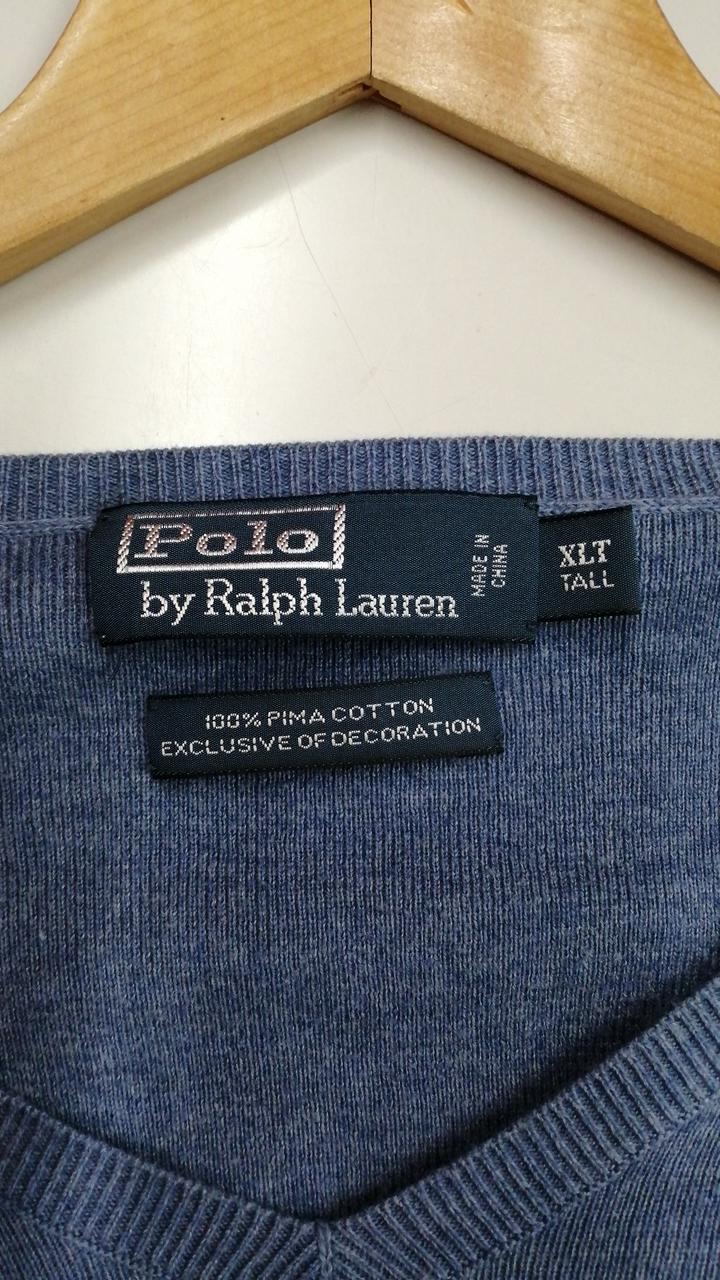 Polo
by Ralph Lauren
MADE IN
CHINA
XLT
TALL
100% PIMA COTTON
EXCLUSIVE OF DECORATION